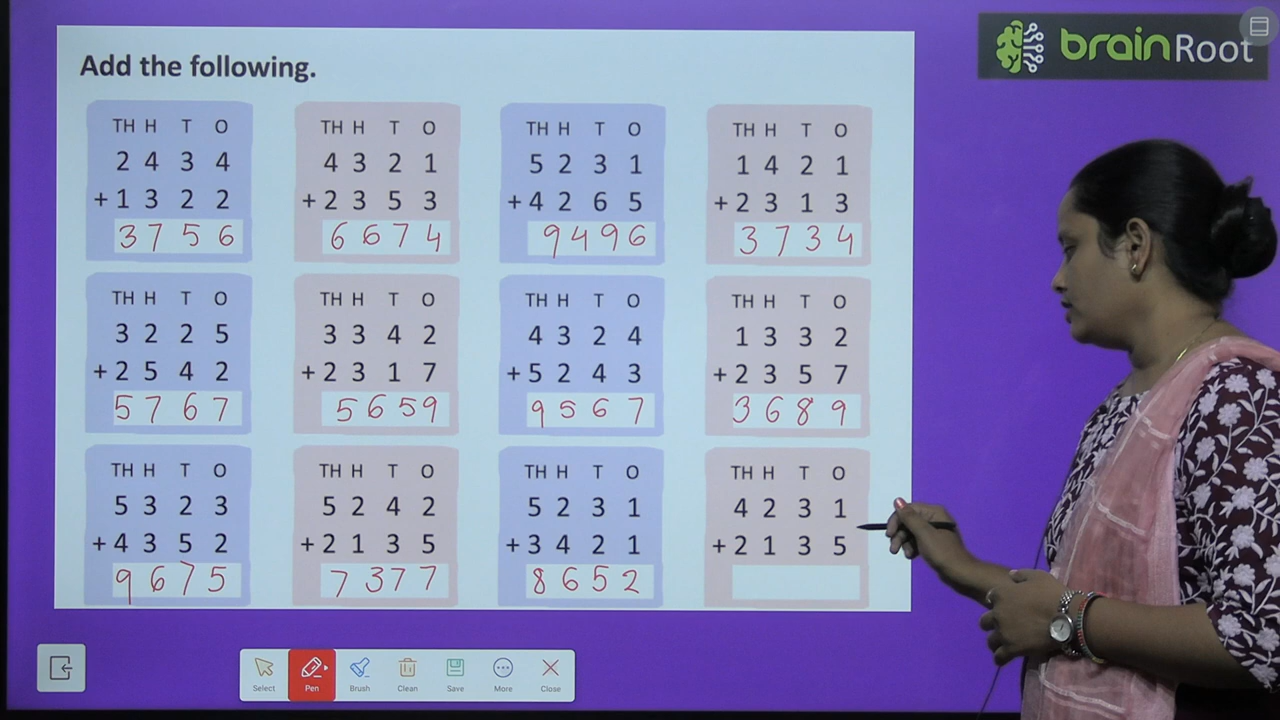 brainRoot
Add the following.
TH H T O
2 4 3 4
+ 1 3 2 2
3 7 5 6
TH H T O
4 3 2 1
+ 2 3 5 3
6 6 7 4
TH H T O
5 2 3 1
+ 4 2 6 5
9 4 9 6
TH H T O
1 4 2 1
+ 2 3 1 3
3 7 3 4
TH H T O
3 2 2 5
+ 2 5 4 2
5 7 6 7
TH H T O
3 3 4 2
+ 2 3 1 7
5 6 5 9
TH H T O
4 3 2 4
+ 5 2 4 3
9 5 6 7
TH H T O
1 3 3 2
+ 2 3 5 7
3 6 8 9
TH H T O
5 3 2 3
+ 4 3 5 2
9 6 7 5
TH H T O
5 2 4 2
+ 2 1 3 5
7 3 7 7
TH H T O
5 2 3 1
+ 3 4 2 1
8 6 5 2
TH H T O
4 2 3 1
+ 2 1 3 5
Select Pen Brush Clean Save More Close